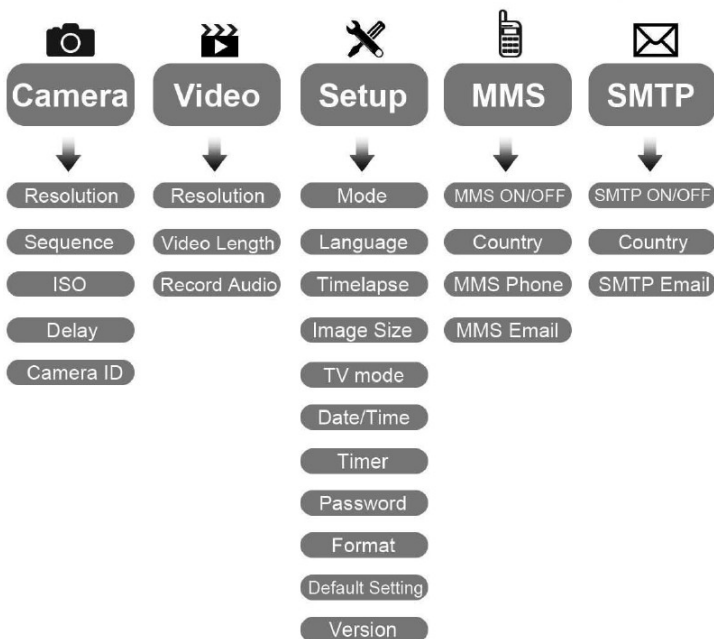 Camera
Video
Setup
MMS
SMTP
Resolution
Sequence
ISO
Delay
Camera ID
Resolution
Video Length
Record Audio
Mode
Language
Timelapse
Image Size
TV mode
Date/Time
Timer
Password
Format
Default Setting
Version
MMS ON/OFF
Country
MMS Phone
MMS Email
SMTP ON/OFF
Country
SMTP Email